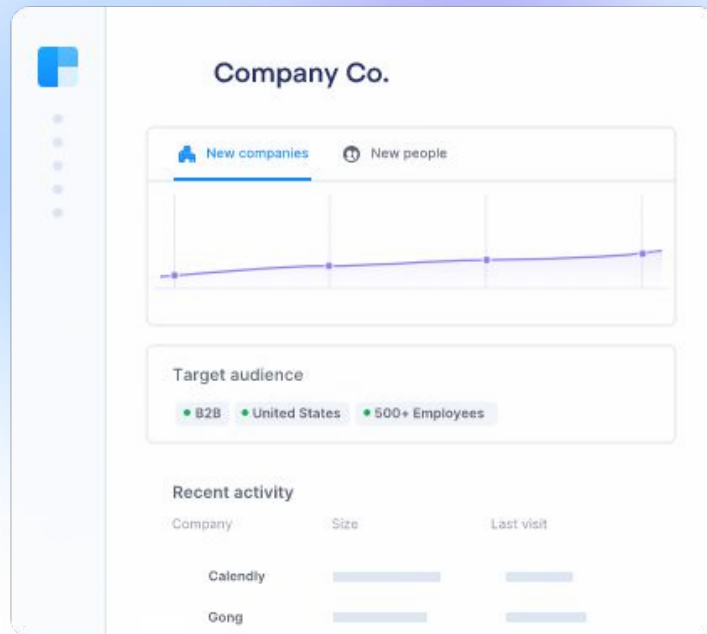 Company Co.
New companies New people
Target audience
B2B United States 500+ Employees
Recent activity
Company Size Last visit
Calendly
Gong